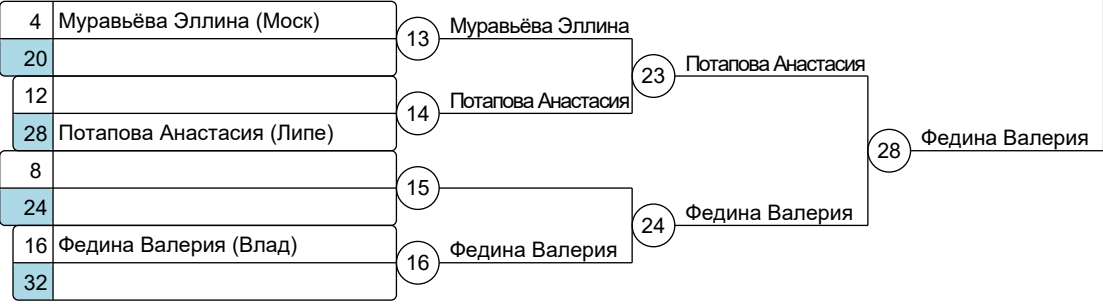 4 Муравьёва Эллина (Моск)
20
12
28 Потапова Анастасия (Липе)
8
24
16 Федина Валерия (Влад)
32
13 Муравьёва Эллина
14 Потапова Анастасия
15
16 Федина Валерия
23 Потапова Анастасия
24 Федина Валерия
28 Федина Валерия